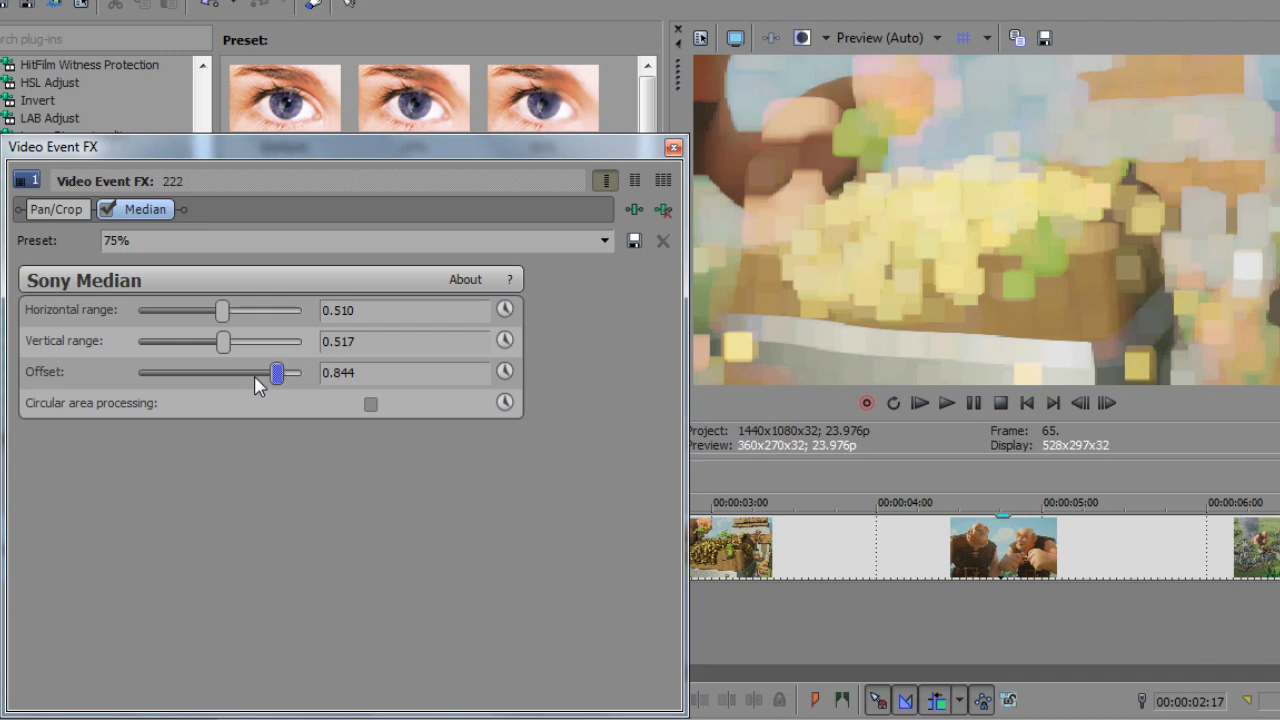 rch plug-ins
HitFilm Witness Protection
HSL Adjust
Invert
LAB Adjust
Preset:
Preview (Auto)
Video Event FX
1
Video Event FX: 222
Pan/Crop
Median
Preset:
75%
Sony Median
About
?
Horizontal range:
0.510
Vertical range:
0.517
Offset:
0.844
Circular area processing:
Project: 1440x1080x32; 23.976p
Frame: 65.
Preview: 360x270x32; 23.976p
Display: 528x297x32
00:00:03:00
00:00:04:00
00:00:05:00
00:00:06:00
00:00:02:17